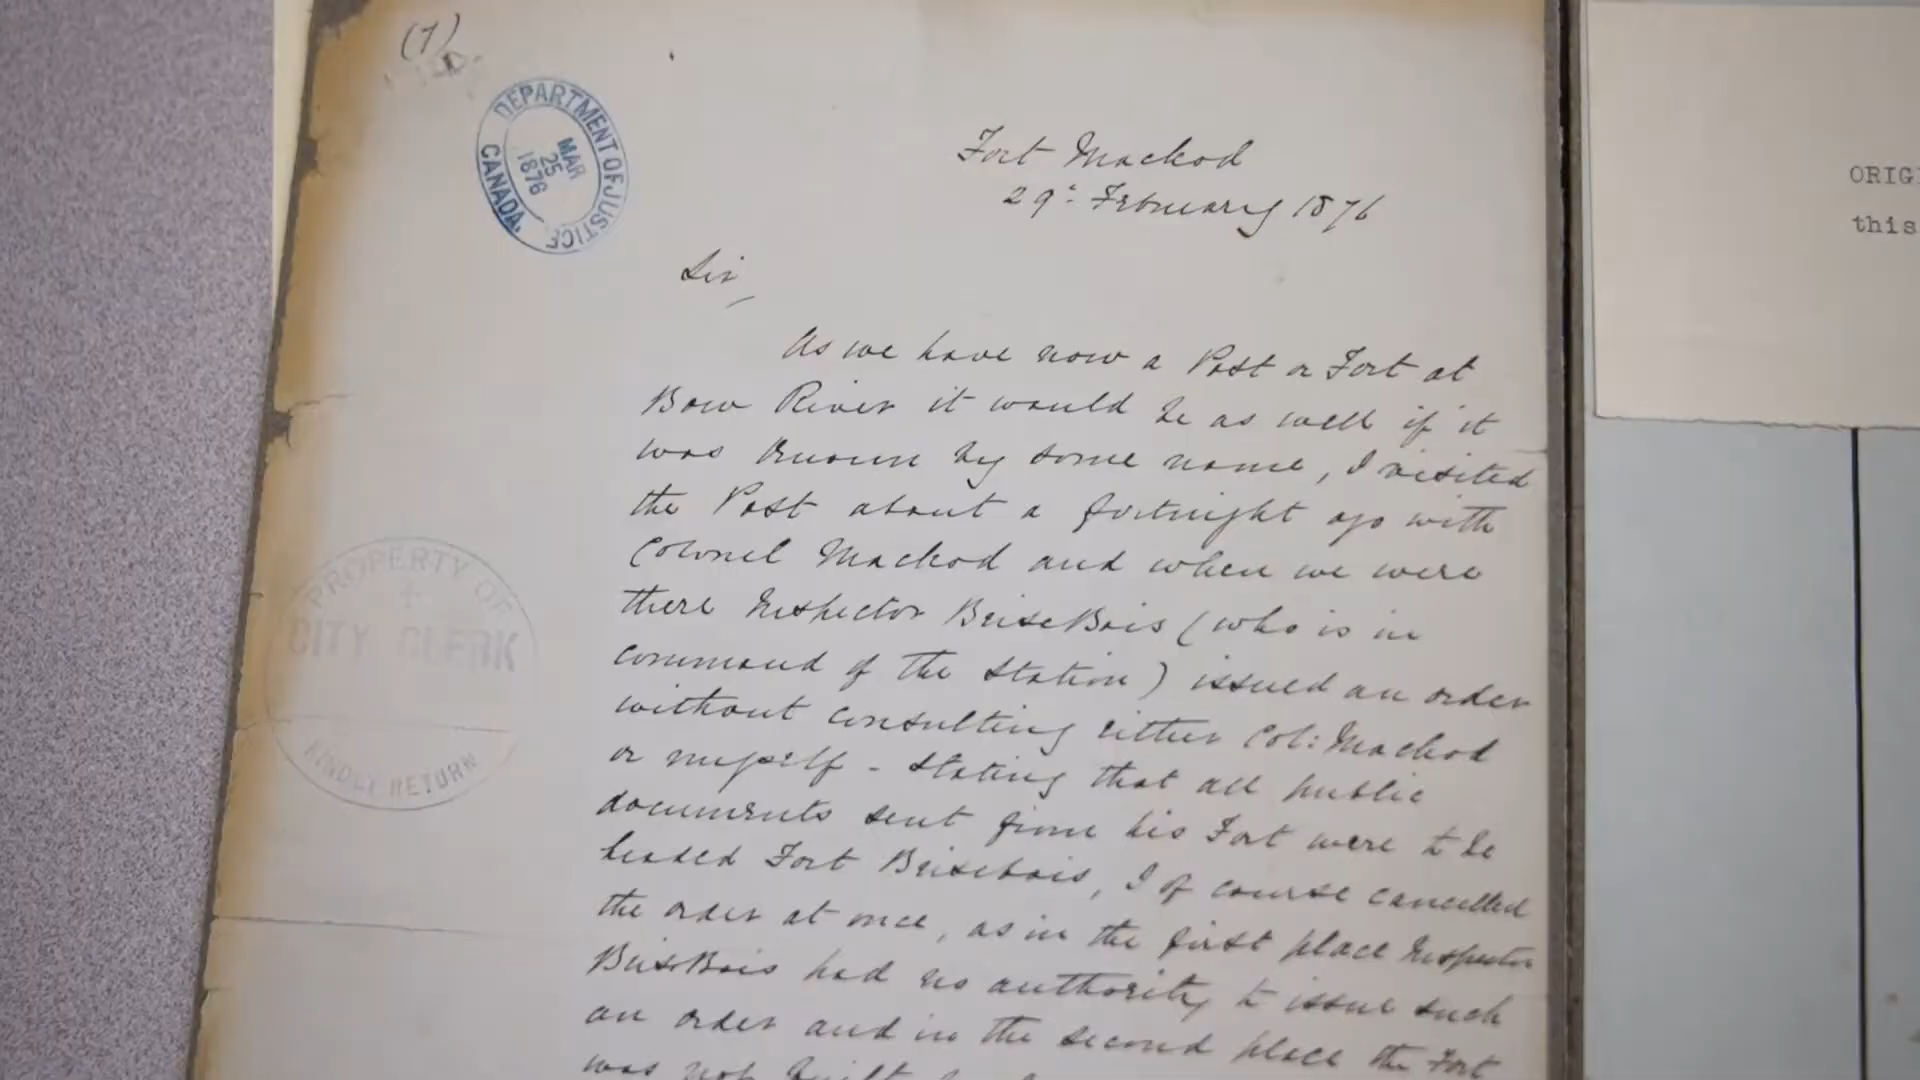 (7)
DEPARTMENT OF JUSTICE
MAR
25
1876
CANADA.
Fort Macleod
29: February 1876
Sir,
As we have now a Post or Fort at
Bow River it would be as well if it
was known by some name, I visited
the Post about a fortnight ago with
Colonel Macleod and when we were
there Inspector BriseBois (who is in
command of the Station) issued an order
without consulting either Col: Macleod
or myself - stating that all public
documents sent from his Fort were to be
headed Fort Brisebois, I of course cancelled
the order at once, as in the first place Inspector
BriseBois had no authority to issue such
an order and in the second place the Fort
was not built
PROPERTY OF
CITY CLERK
KINDLY RETURN
ORIG
this